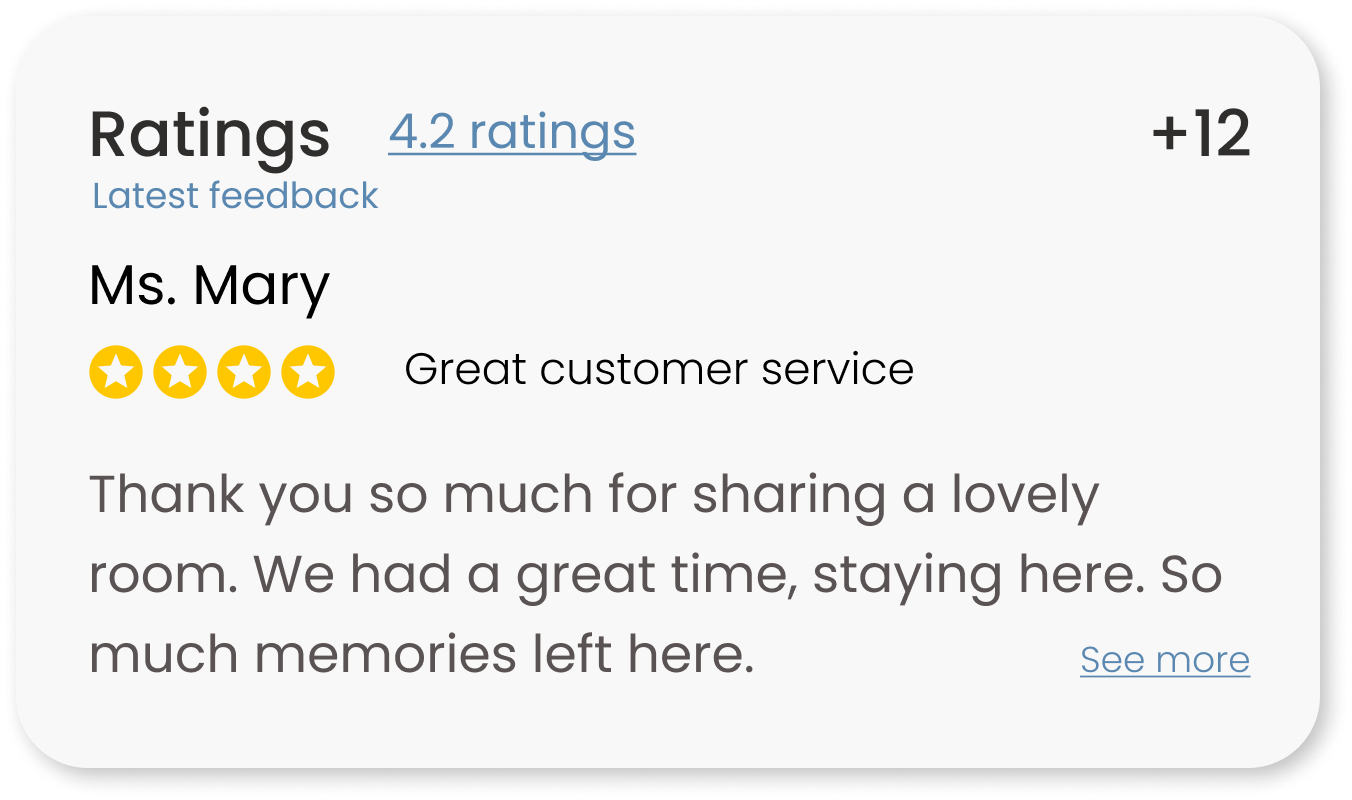 Ratings 4.2 ratings +12
Latest feedback
Ms. Mary
Great customer service
Thank you so much for sharing a lovely
room. We had a great time, staying here. So
much memories left here. See more